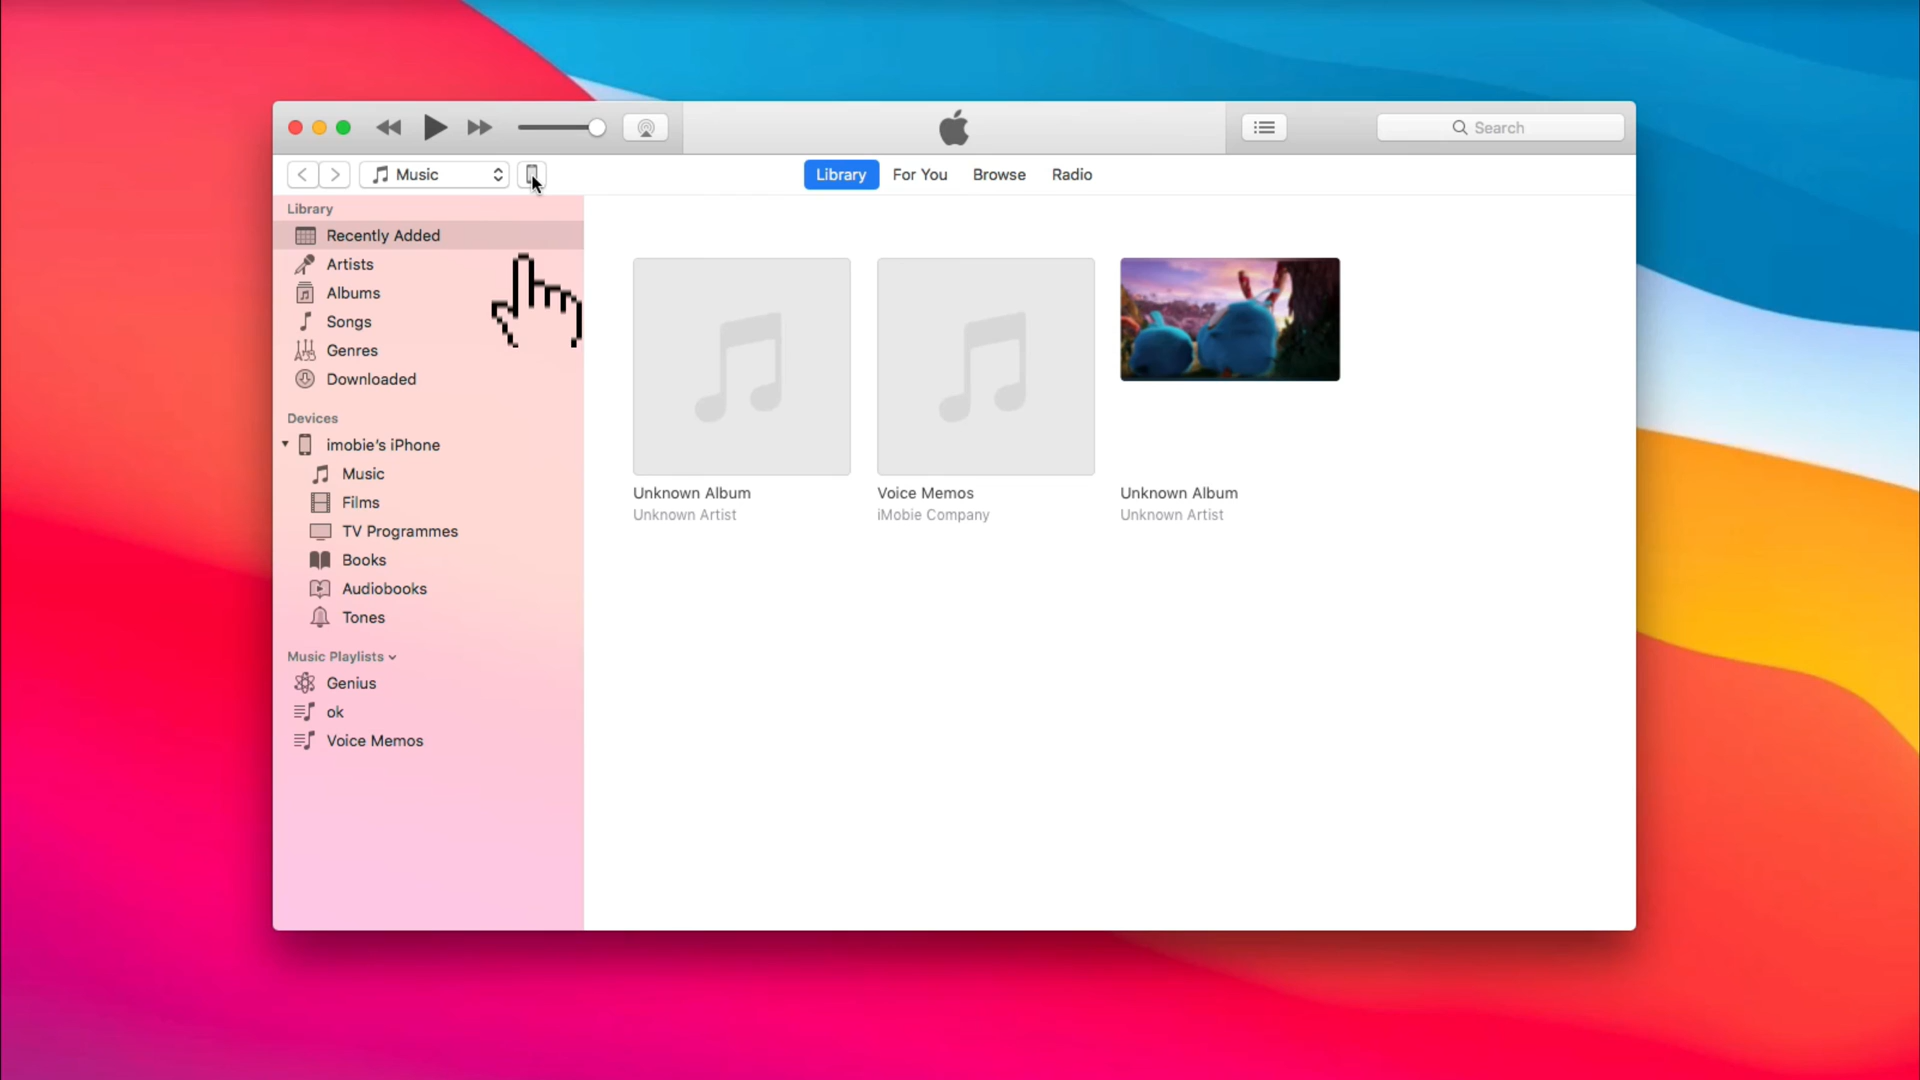 Search
Music
Library
For You
Browse
Radio
Library
Recently Added
Artists
Albums
Songs
Genres
Downloaded
Devices
imobie's iPhone
Music
Films
TV Programmes
Books
Audiobooks
Tones
Music Playlists
Genius
ok
Voice Memos
Unknown Album
Unknown Artist
Voice Memos
iMobie Company
Unknown Album
Unknown Artist